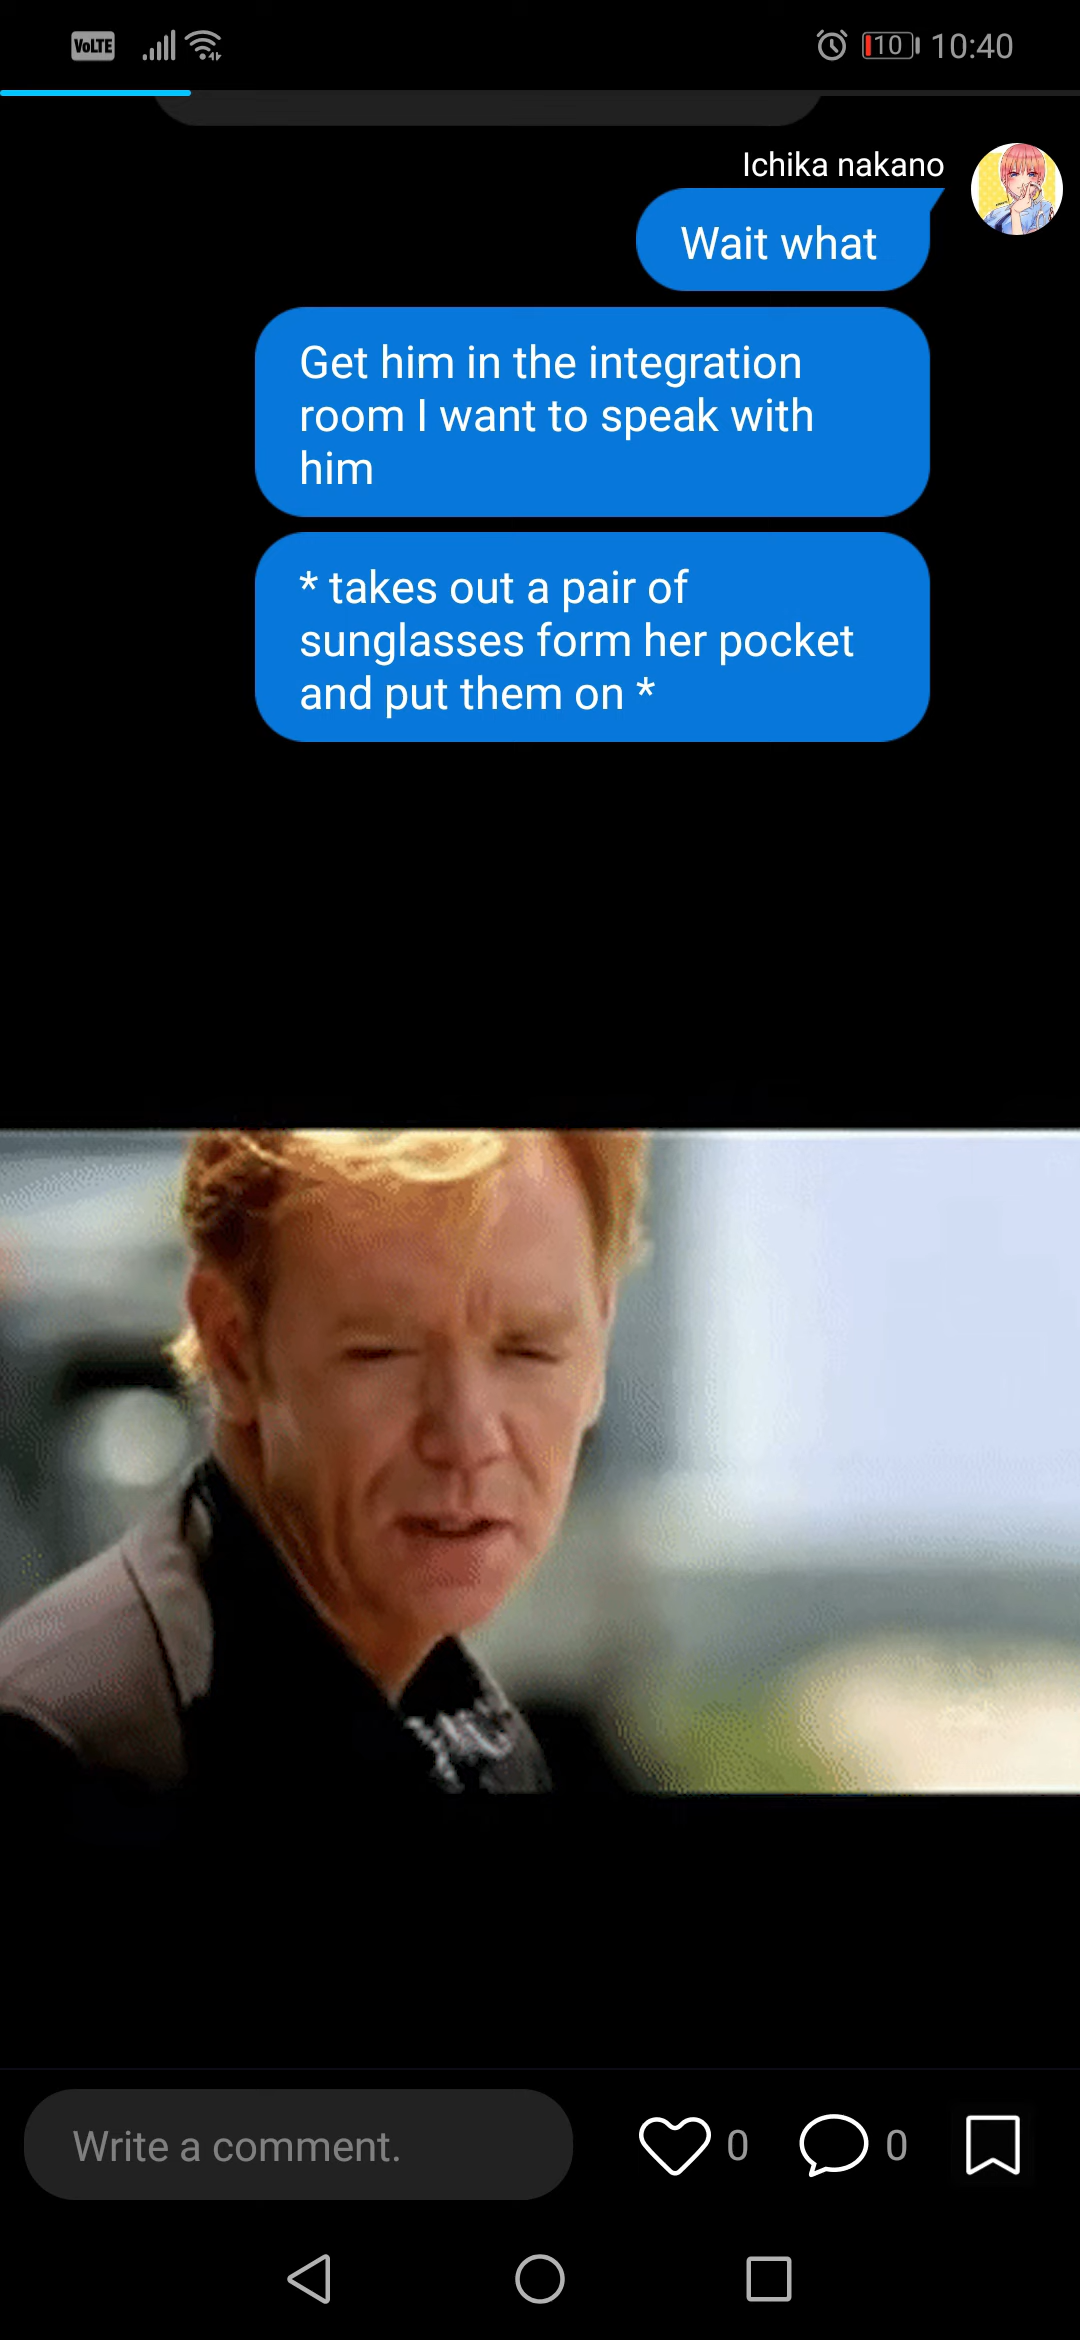 VoLTE
10 10:40
Ichika nakano
Wait what
Get him in the integration
room I want to speak with
him
* takes out a pair of
sunglasses form her pocket
and put them on *
Write a comment.
0
0